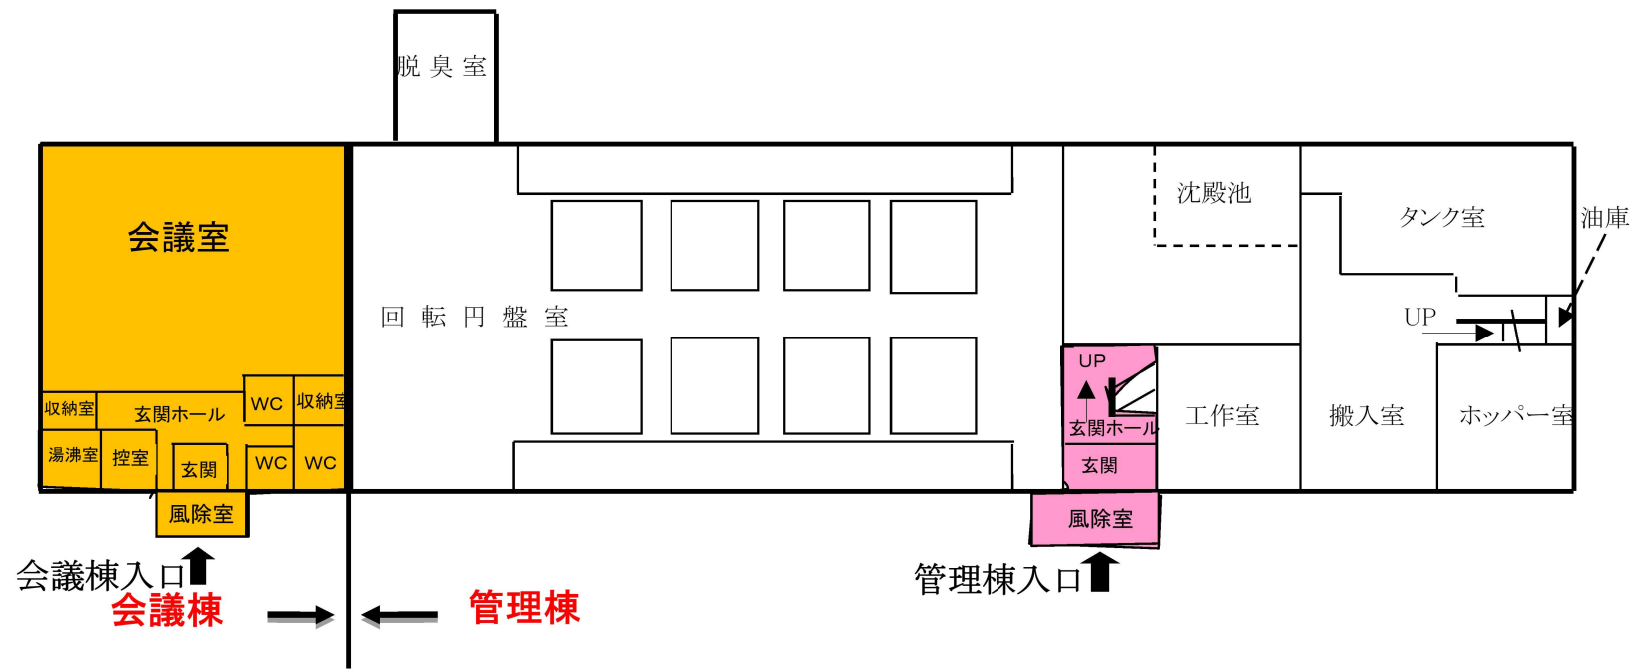 脱臭室
会議室
沈殿池
タンク室
油庫
回転円盤室
UP
UP
収納室
玄関ホール
WC
収納室
工作室
搬入室
ホッパー室
玄関ホール
湯沸室
控室
玄関
WC
WC
玄関
風除室
風除室
会議棟入口
管理棟入口
会議棟
管理棟